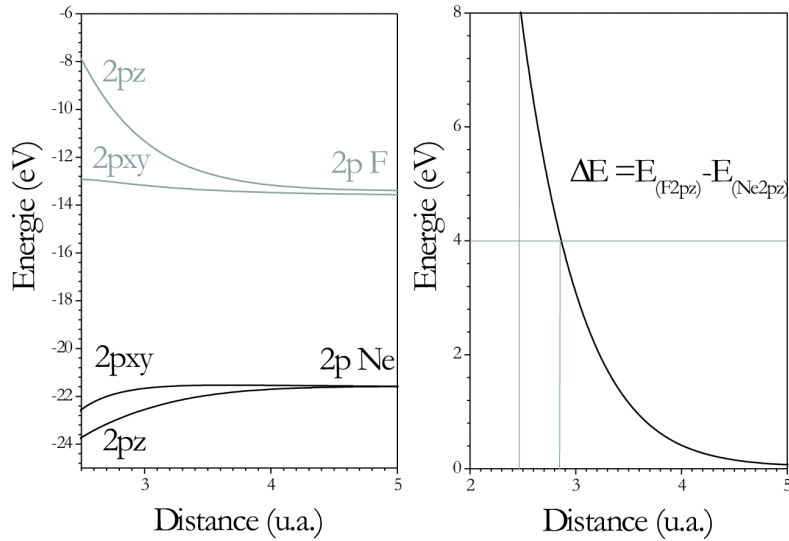 -6
-8
-10
-12
-14
-16
-18
-20
-22
-24
Energie (eV)
2pz
2pxy
2p F
2pxy
2p Ne
2pz
3
4
5
Distance (u.a.)
8
6
4
2
0
Energie (eV)
ΔE =E(F2pz)-E(Ne2pz)
2
3
4
5
Distance (u.a.)